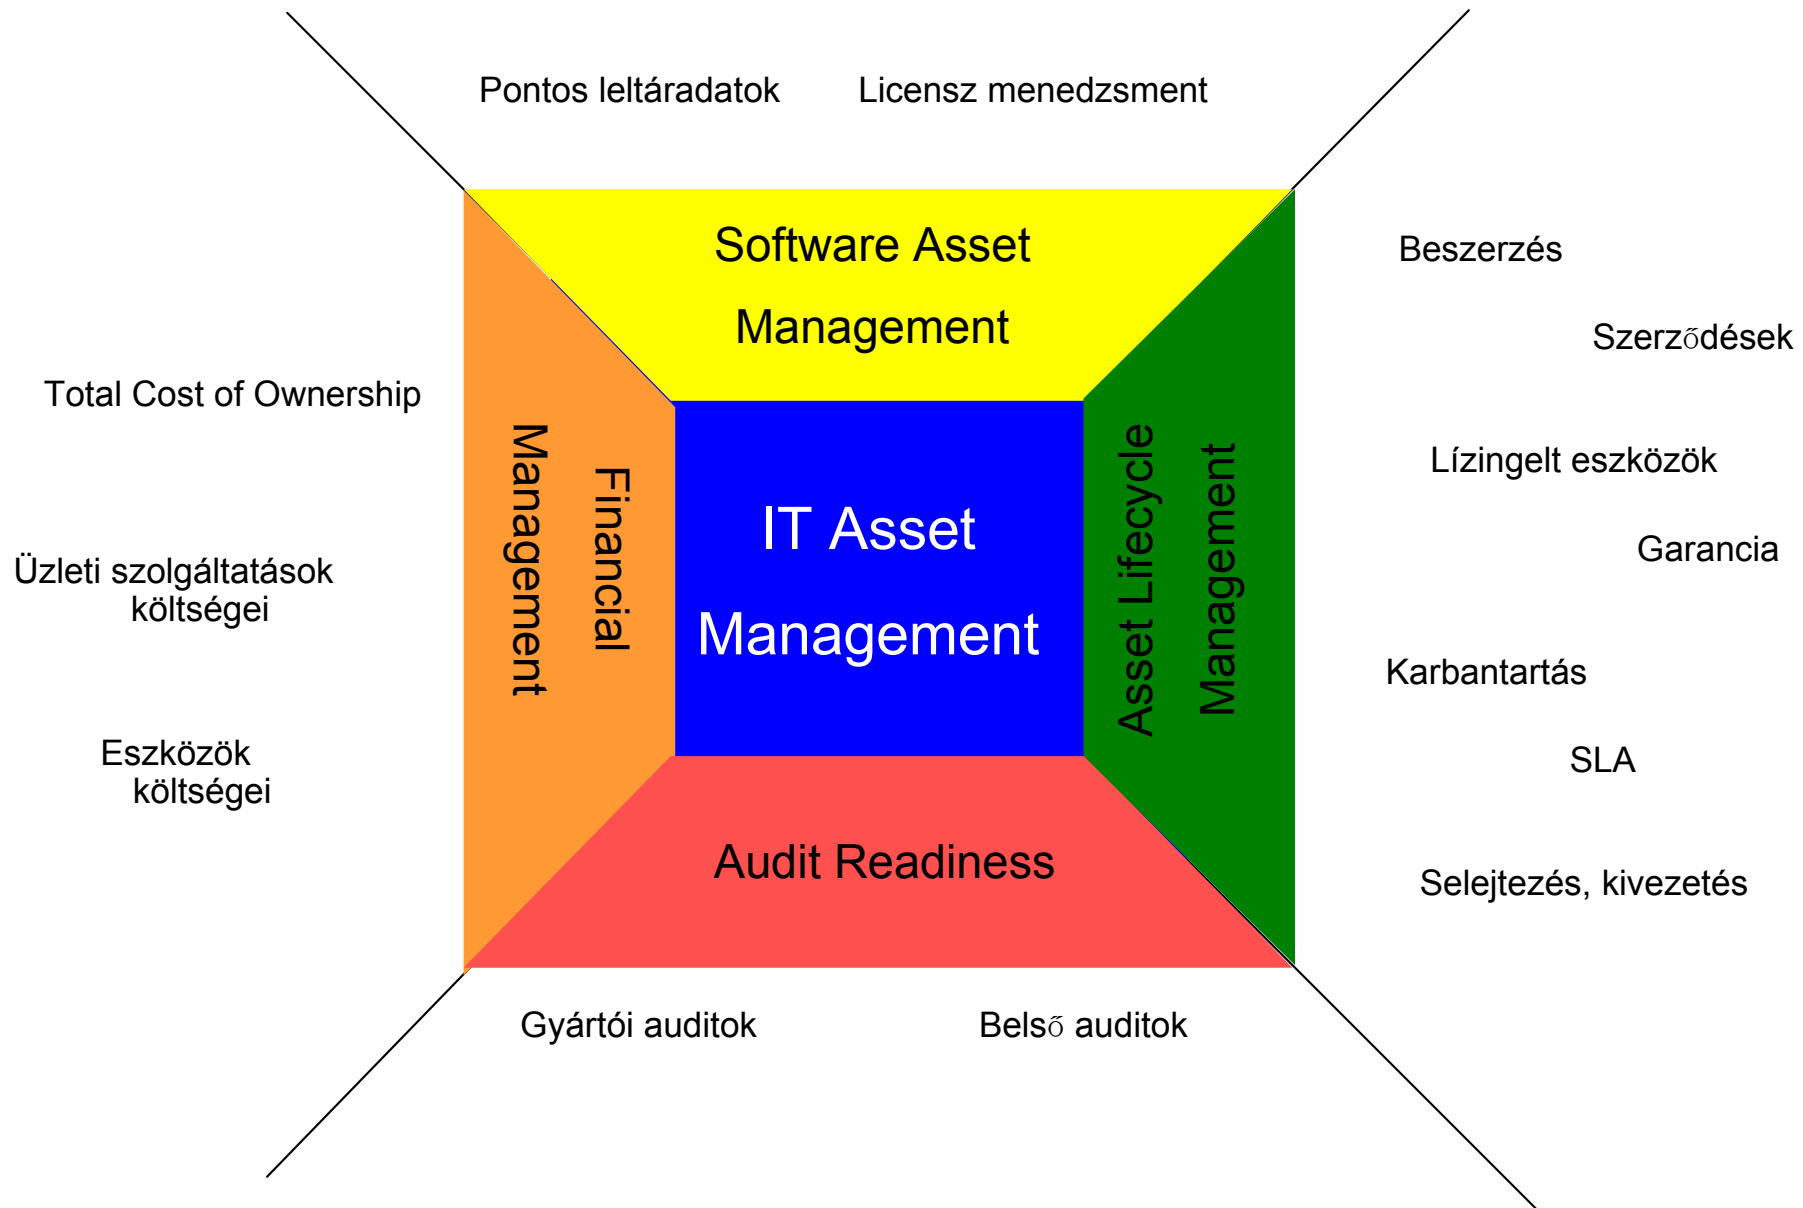 Pontos leltáradatok
Licensz menedzsment
Software Asset
Management
Total Cost of Ownership
Üzleti szolgáltatások
költségei
Eszközök
költségei
Financial
Management
IT Asset
Management
Asset Lifecycle
Management
Beszerzés
Szerződések
Lízingelt eszközök
Garancia
Karbantartás
SLA
Selejtezés, kivezetés
Audit Readiness
Gyártói auditok
Belső auditok